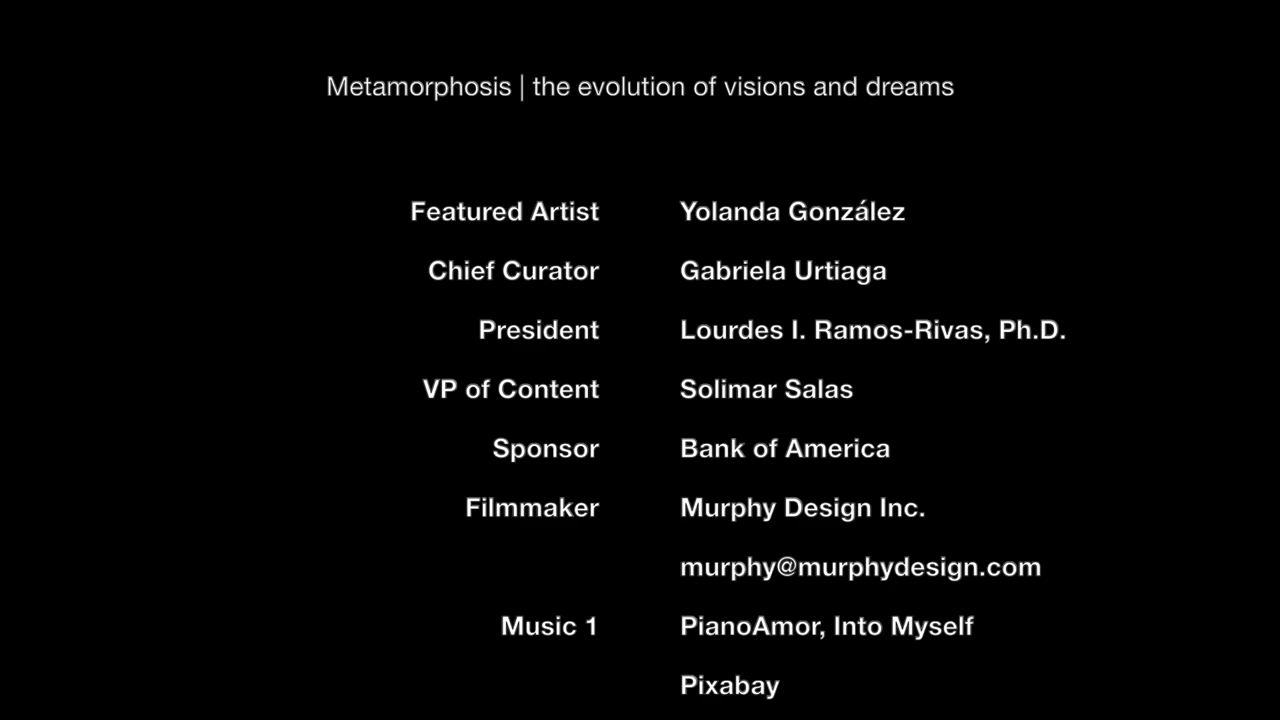 Metamorphosis | the evolution of visions and dreams
Featured Artist Yolanda González
Chief Curator Gabriela Urtiaga
President Lourdes I. Ramos-Rivas, Ph.D.
VP of Content Solimar Salas
Sponsor Bank of America
Filmmaker Murphy Design Inc.
murphy@murphydesign.com
Music 1 PianoAmor, Into Myself
Pixabay